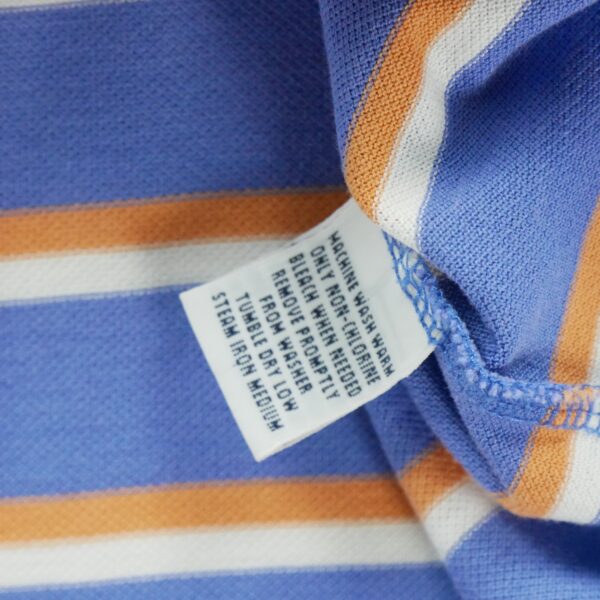 MACHINE WASH WARM
ONLY NON-CHLORINE
BLEACH WHEN NEEDED
REMOVE PROMPTLY
FROM WASHER
TUMBLE DRY LOW
STEAM IRON MEDIUM